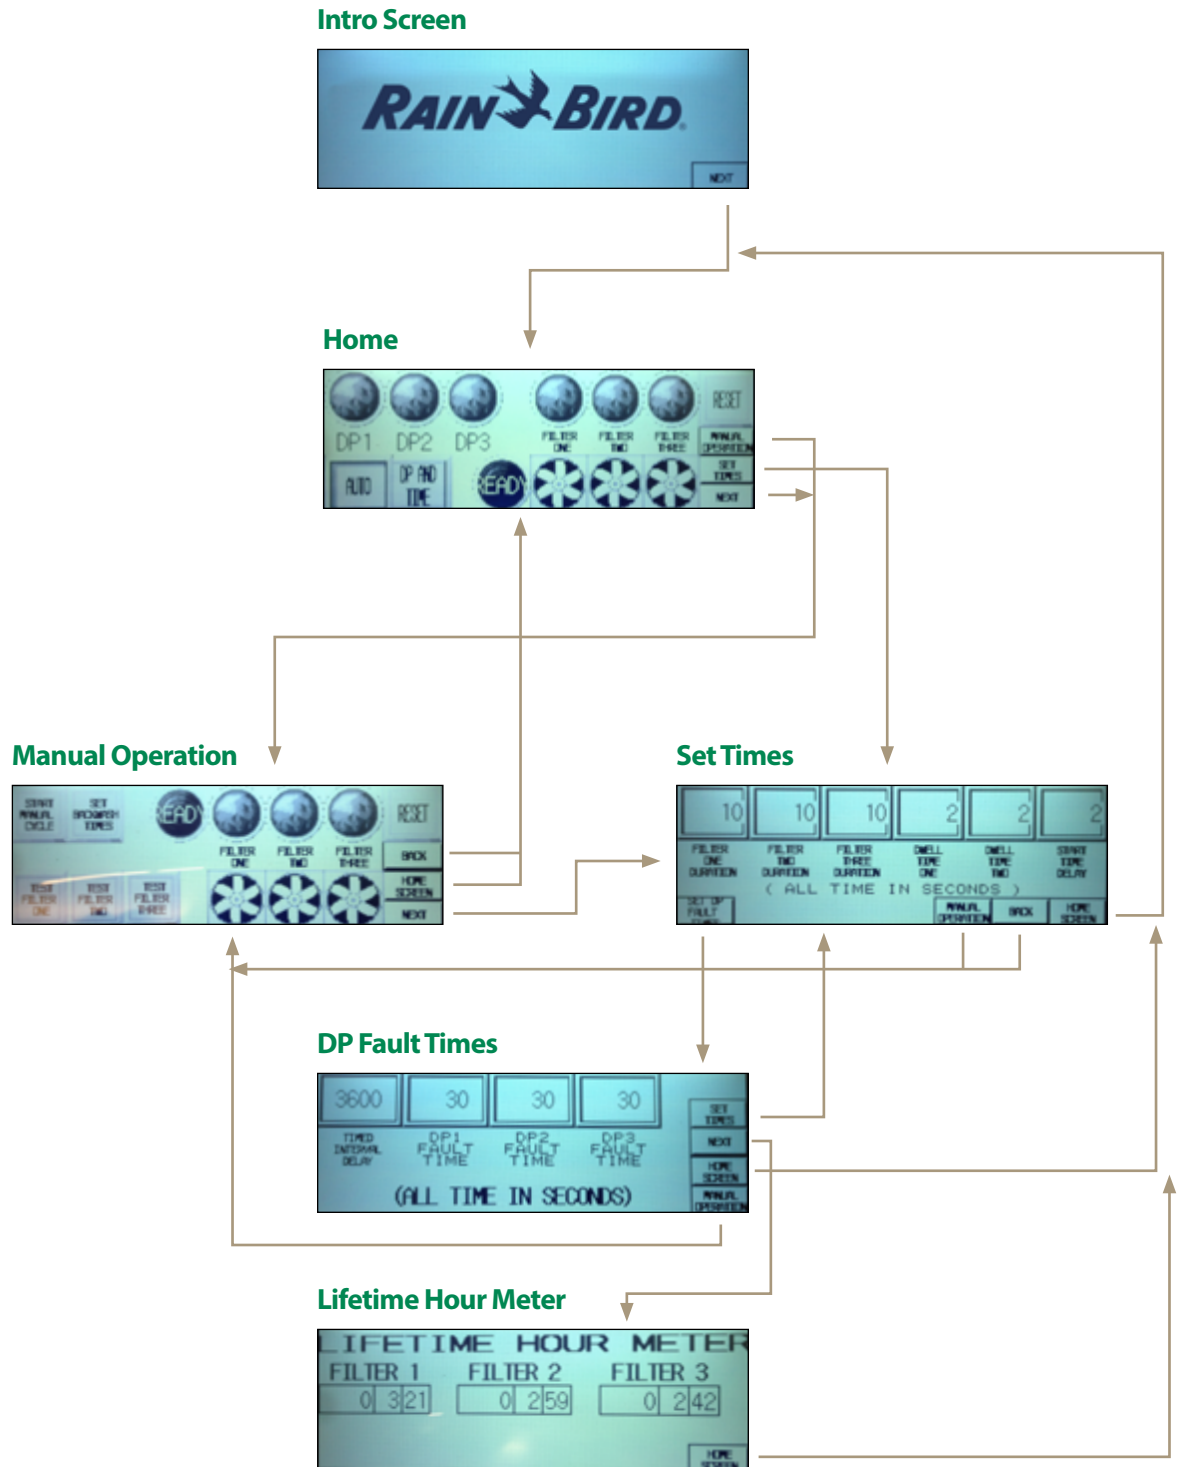 Intro Screen
RAIN BIRD
NEXT
Home
DP1 DP2 DP3
FILTER ONE
FILTER TWO
FILTER THREE
RESET
MANUAL OPERATION
SET TIMES
NEXT
AUTO
DP AND TIME
READY
Manual Operation
START MANUAL CYCLE
SET BACKWASH TIMES
READY
FILTER ONE
FILTER TWO
FILTER THREE
RESET
BACK
HOME SCREEN
NEXT
TEST FILTER ONE
TEST FILTER TWO
TEST FILTER THREE
Set Times
10 10 10 2 2 2
FILTER ONE DURATION
FILTER TWO DURATION
FILTER THREE DURATION
DWELL TIME ONE
DWELL TIME TWO
START TIME DELAY
( ALL TIME IN SECONDS )
SET DP FAULT TIMES
MANUAL OPERATION
BACK
HOME SCREEN
DP Fault Times
3600 30 30 30
TIMED INTERVAL DELAY
DP1 FAULT TIME
DP2 FAULT TIME
DP3 FAULT TIME
(ALL TIME IN SECONDS)
SET TIMES
NEXT
HOME SCREEN
MANUAL OPERATION
Lifetime Hour Meter
LIFETIME HOUR METER
FILTER 1 FILTER 2 FILTER 3
0 3 21 0 2 59 0 2 42
HOME SCREEN